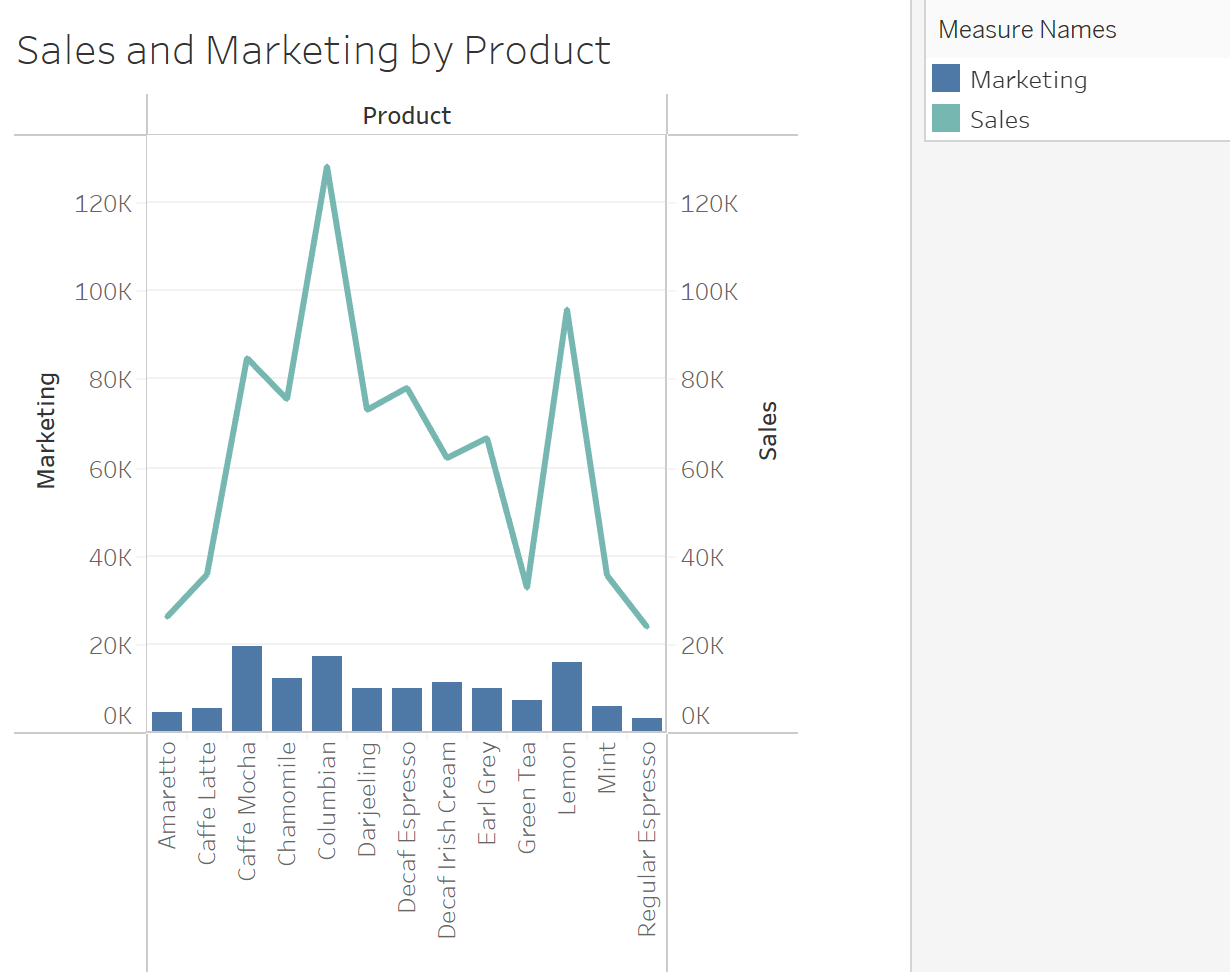 Sales and Marketing by Product
Product
Marketing
120K
100K
80K
60K
40K
20K
0K
120K
100K
80K
60K
40K
20K
0K
Sales
Amaretto
Caffe Latte
Caffe Mocha
Chamomile
Columbian
Darjeeling
Decaf Espresso
Decaf Irish Cream
Earl Grey
Green Tea
Lemon
Mint
Regular Espresso
Measure Names
Marketing
Sales